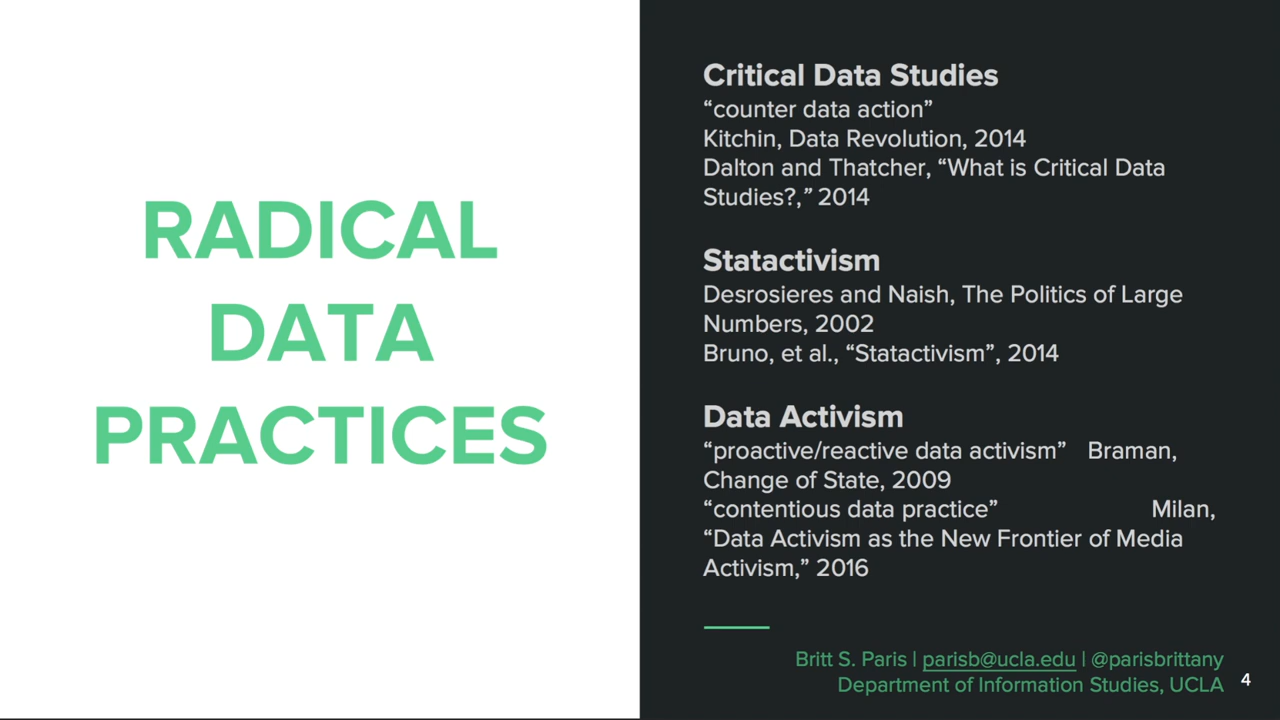 RADICAL
DATA
PRACTICES
Critical Data Studies
“counter data action”
Kitchin, Data Revolution, 2014
Dalton and Thatcher, “What is Critical Data
Studies?,” 2014
Statactivism
Desrosieres and Naish, The Politics of Large
Numbers, 2002
Bruno, et al., “Statactivism”, 2014
Data Activism
“proactive/reactive data activism” Braman,
Change of State, 2009
“contentious data practice” Milan,
“Data Activism as the New Frontier of Media
Activism,” 2016
Britt S. Paris | parisb@ucla.edu | @parisbrittany
Department of Information Studies, UCLA
4